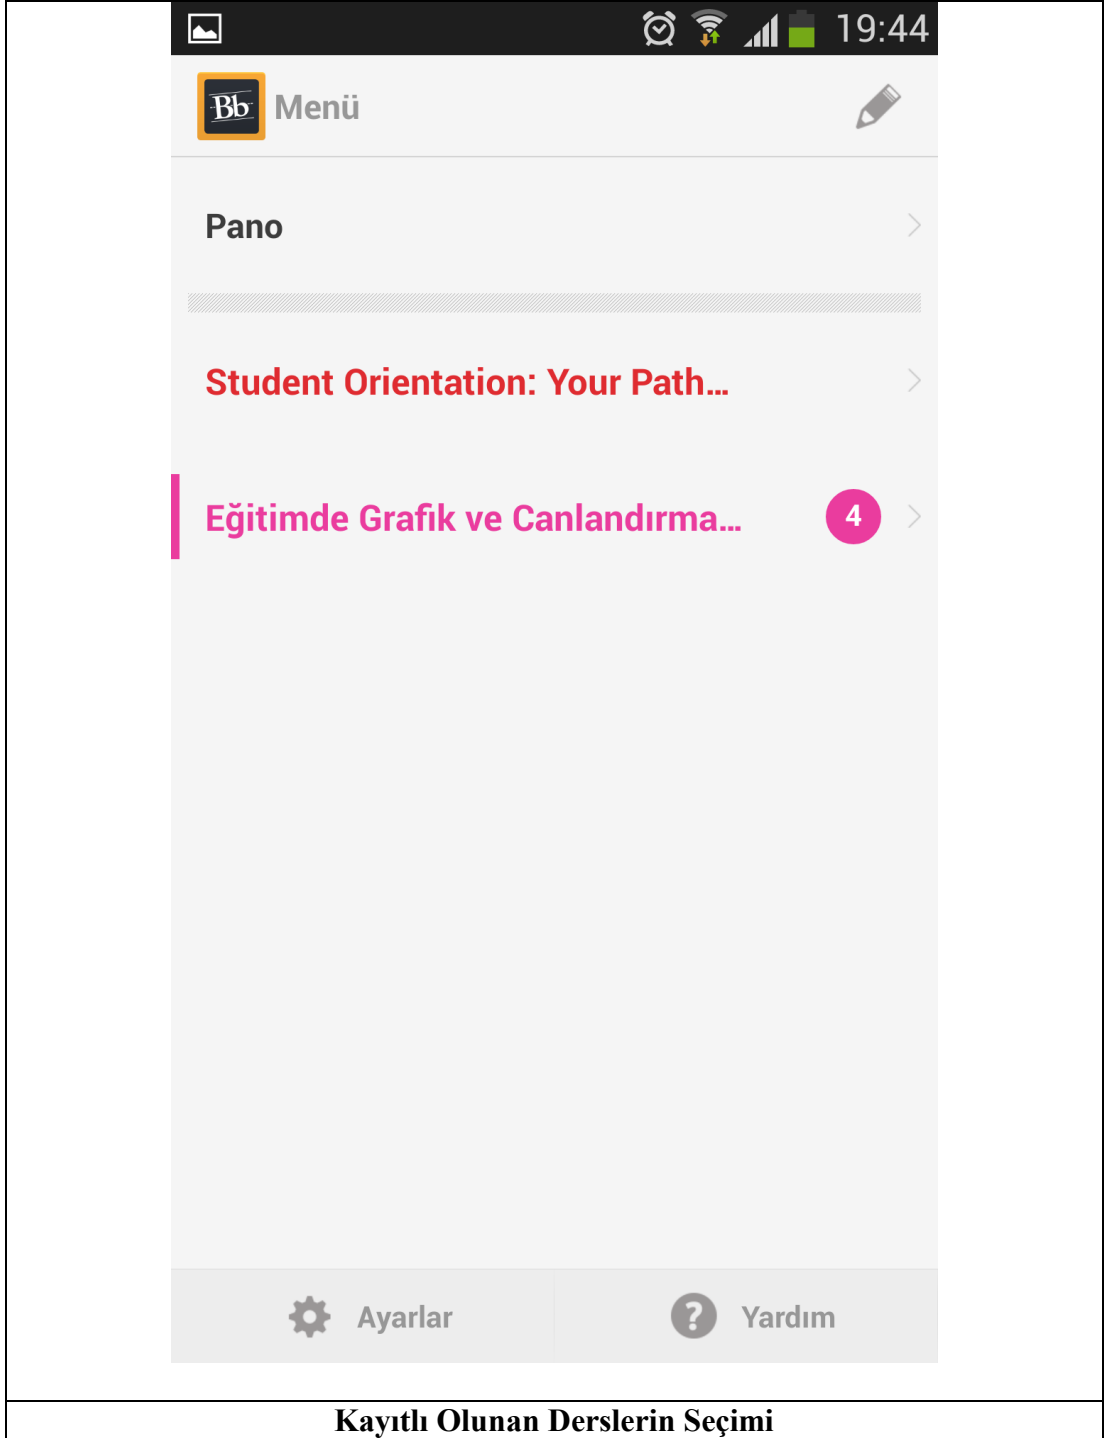 19:44
Bb Menü
Pano
Student Orientation: Your Path...
Eğitimde Grafik ve Canlandırma... 4
Ayarlar ? Yardım
Kayıtlı Olunan Derslerin Seçimi